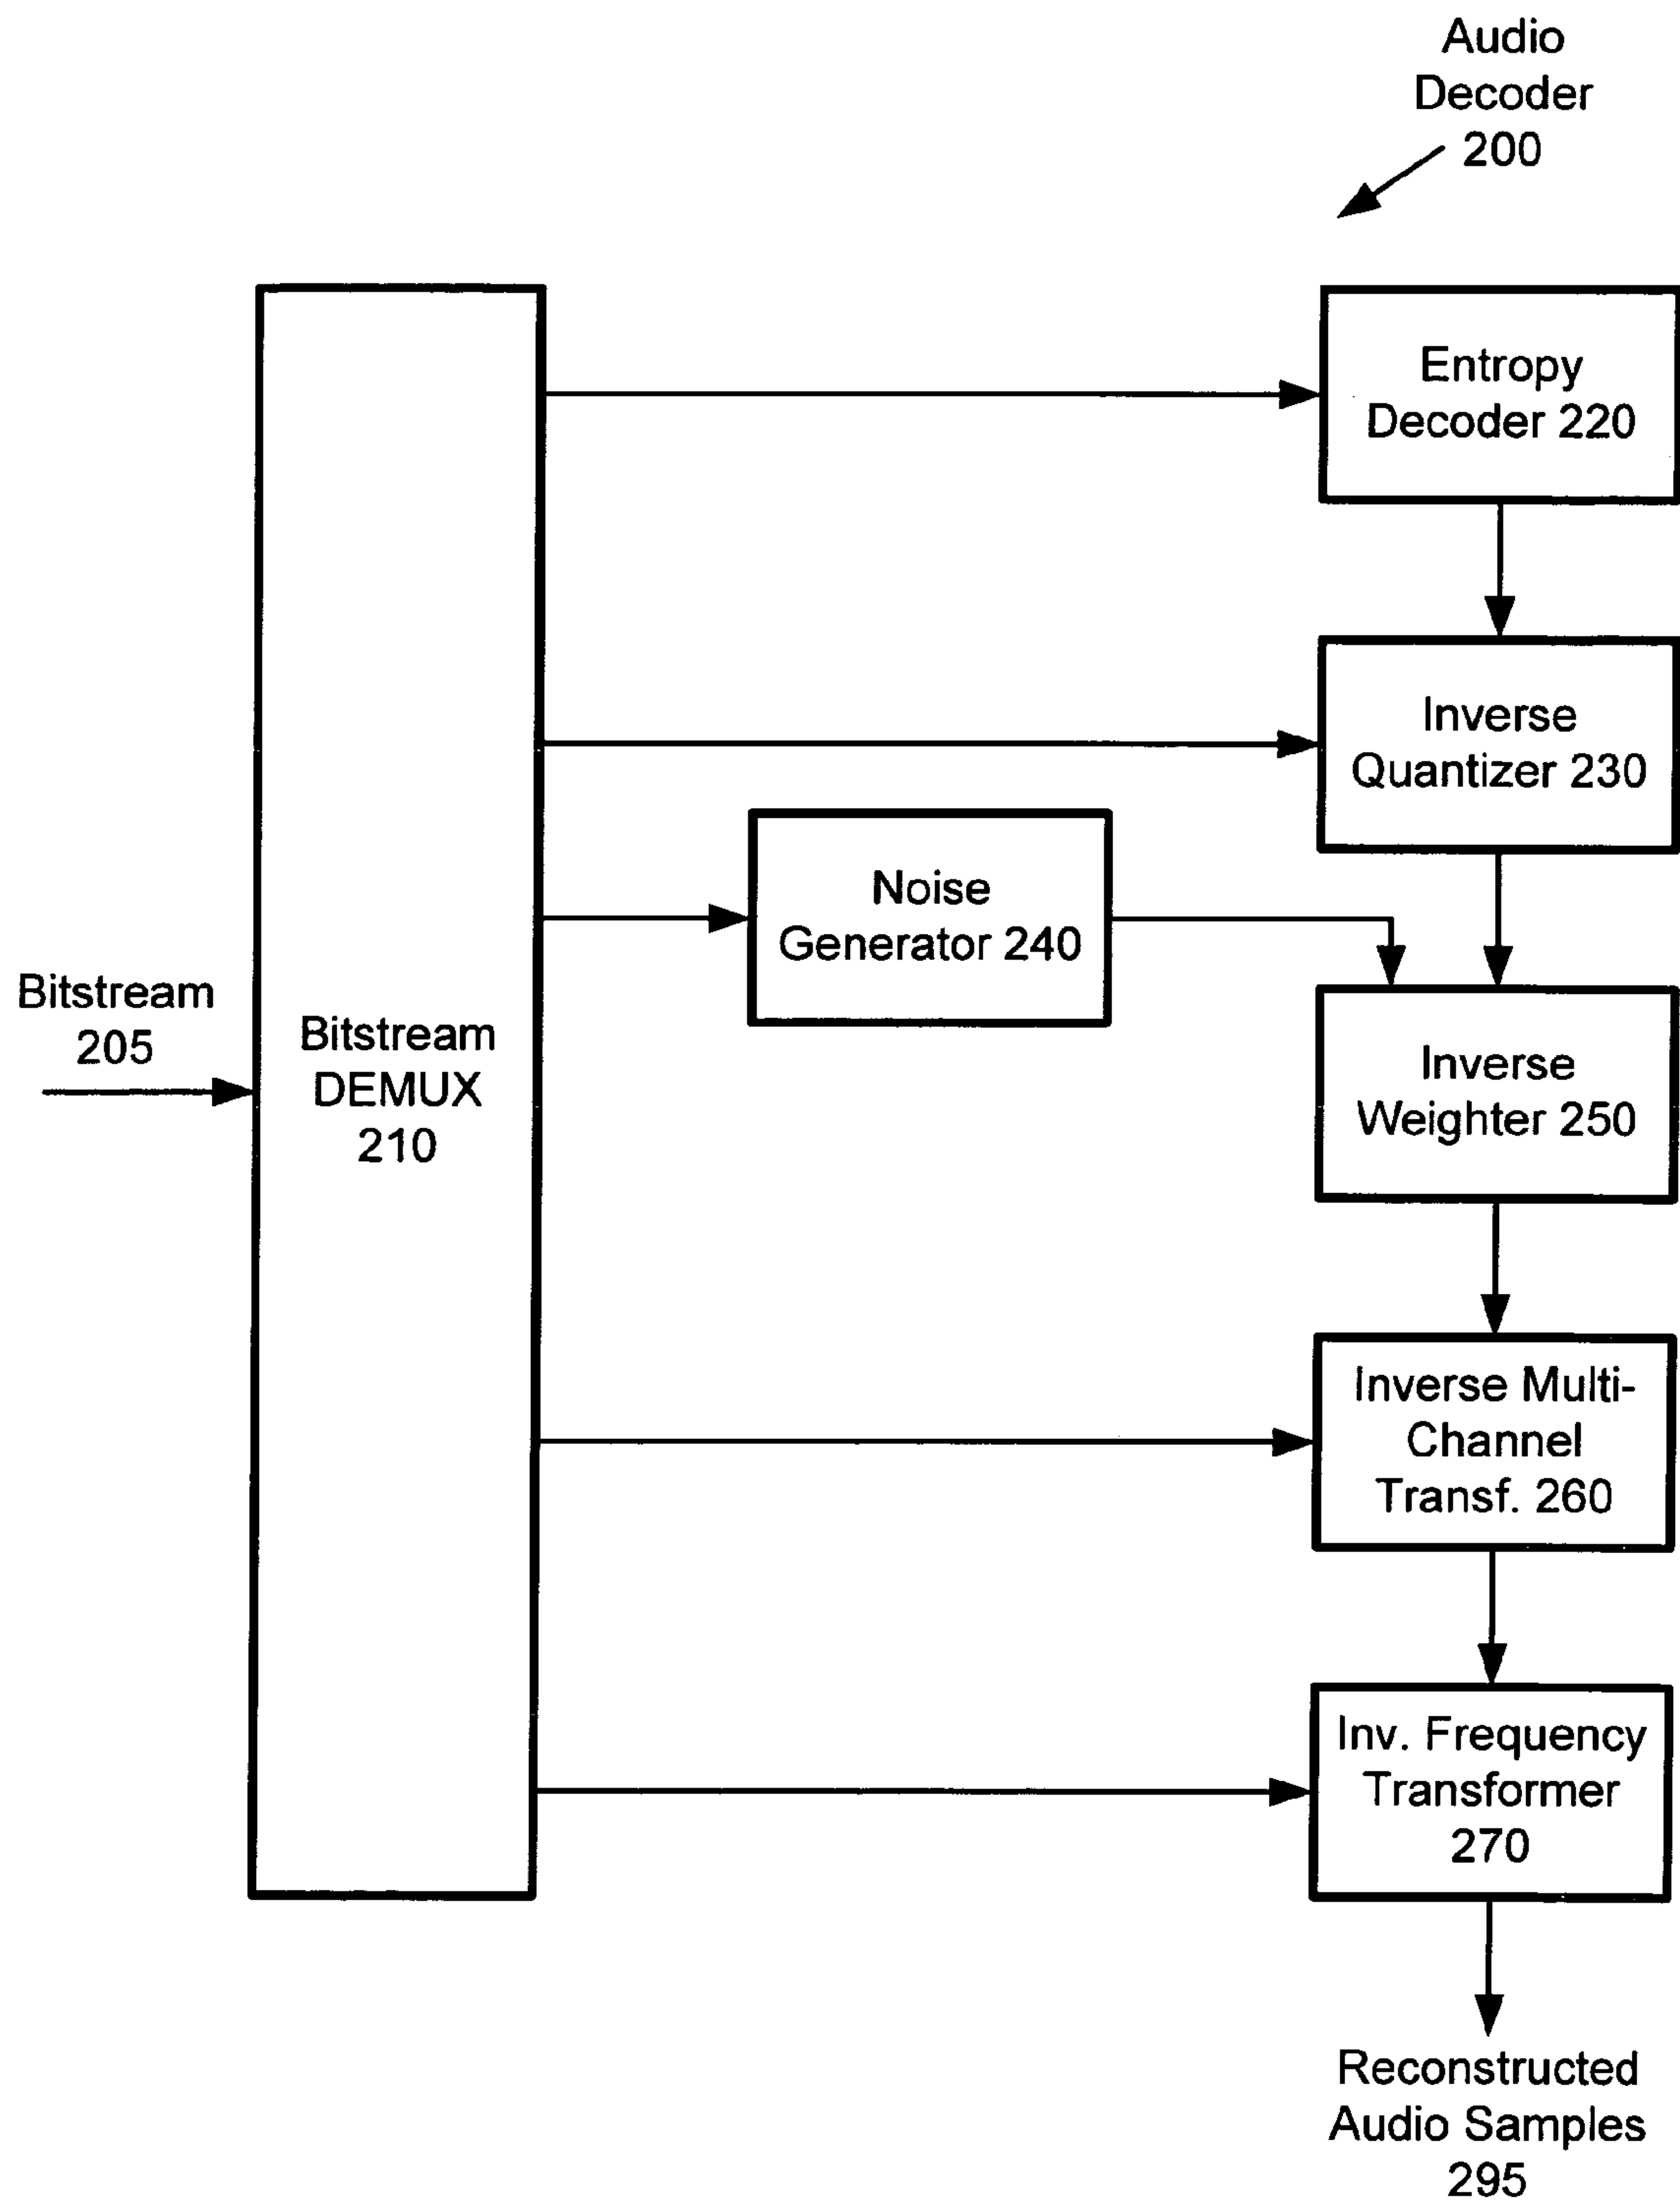 Audio
Decoder
200
Entropy
Decoder 220
Inverse
Quantizer 230
Noise
Generator 240
Bitstream
205
Bitstream
DEMUX
210
Inverse
Weighter 250
Inverse Multi-
Channel
Transf. 260
Inv. Frequency
Transformer
270
Reconstructed
Audio Samples
295